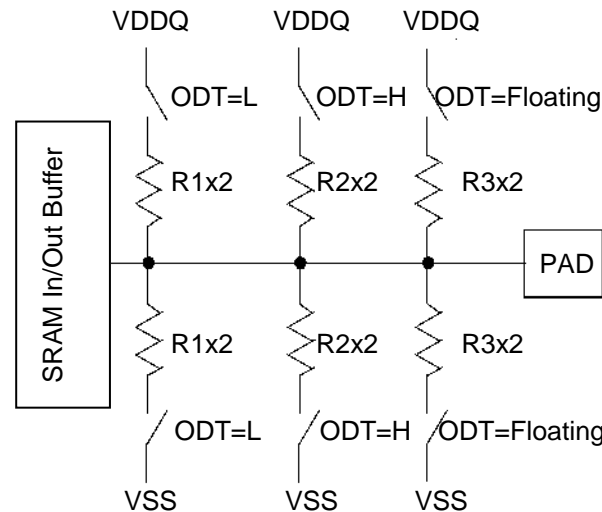 VDDQ VDDQ VDDQ
ODT=L ODT=H ODT=Floating
R1x2 R2x2 R3x2
SRAM In/Out Buffer
PAD
R1x2 R2x2 R3x2
ODT=L ODT=H ODT=Floating
VSS VSS VSS